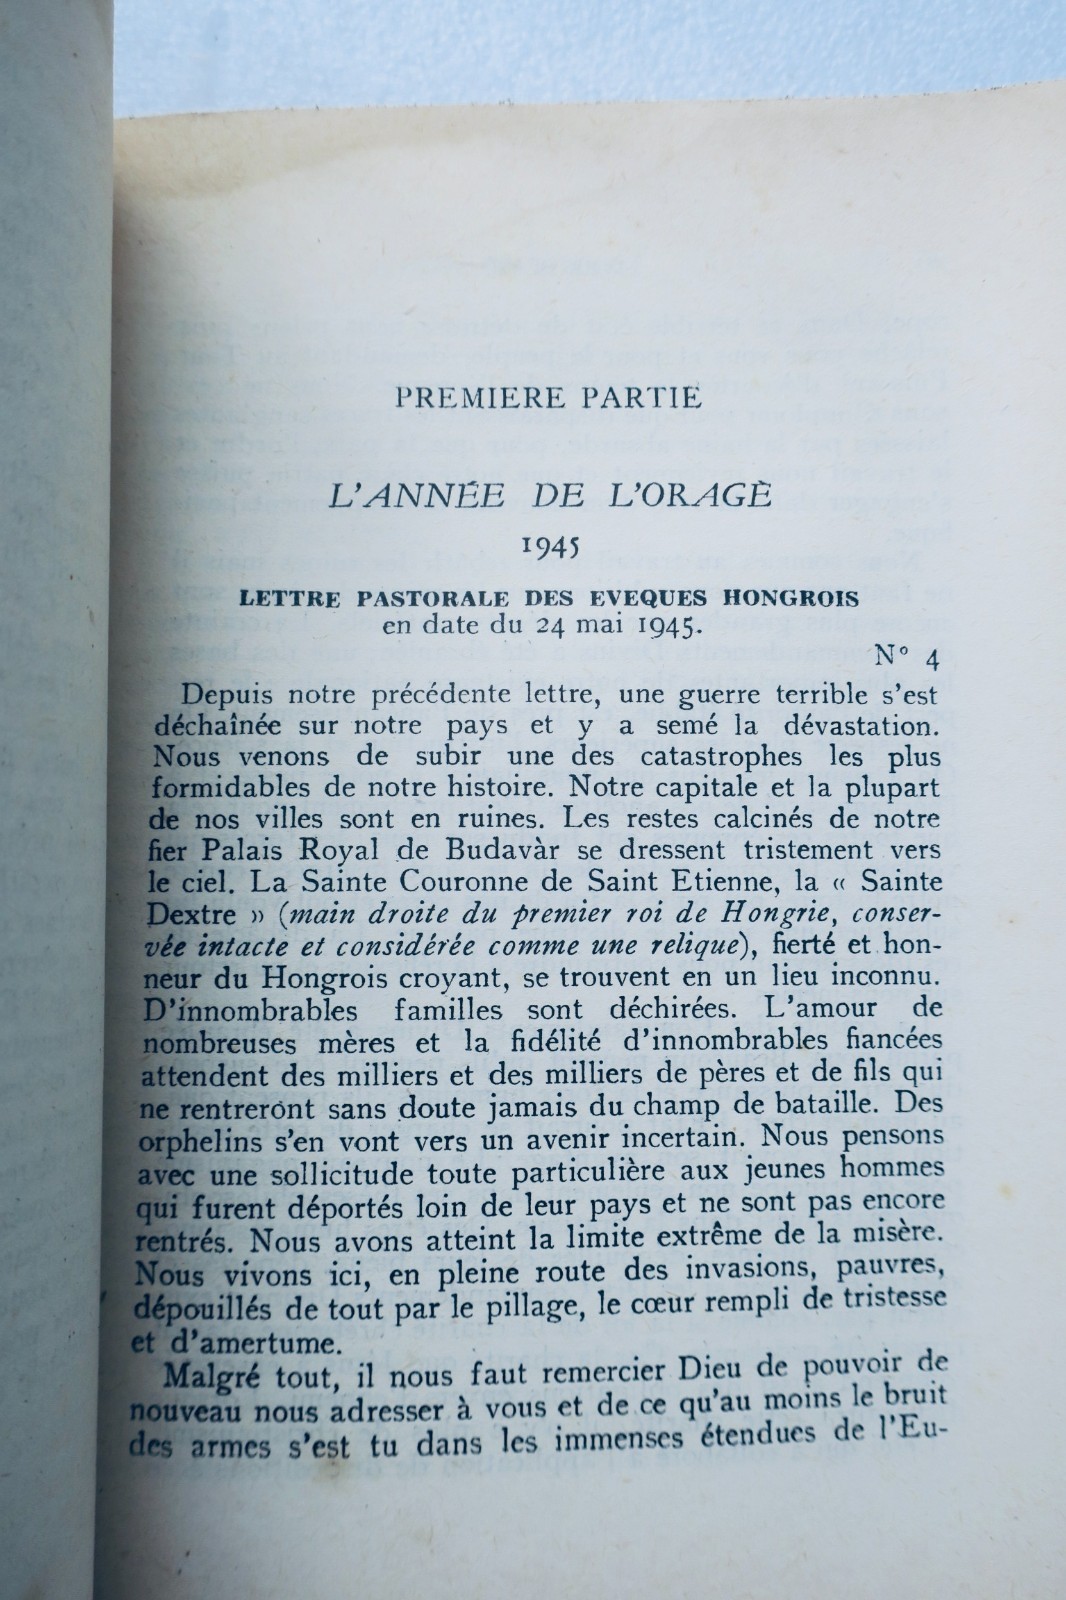 PREMIERE PARTIE
L'ANNÉE DE L'ORAGE
1945
LETTRE PASTORALE DES EVEQUES HONGROIS
en date du 24 mai 1945.
N° 4
Depuis notre précédente lettre, une guerre terrible s'est
déchaînée sur notre pays et y a semé la dévastation.
Nous venons de subir une des catastrophes les plus
formidables de notre histoire. Notre capitale et la plupart
de nos villes sont en ruines. Les restes calcinés de notre
fier Palais Royal de Budavàr se dressent tristement vers
le ciel. La Sainte Couronne de Saint Etienne, la « Sainte
Dextre » (main droite du premier roi de Hongrie, conser-
vée intacte et considérée comme une relique), fierté et hon-
neur du Hongrois croyant, se trouvent en un lieu inconnu.
D'innombrables familles sont déchirées. L'amour de
nombreuses mères et la fidélité d'innombrables fiancées
attendent des milliers et des milliers de pères et de fils qui
ne rentreront sans doute jamais du champ de bataille. Des
orphelins s'en vont vers un avenir incertain. Nous pensons
avec une sollicitude toute particulière aux jeunes hommes
qui furent déportés loin de leur pays et ne sont pas encore
rentrés. Nous avons atteint la limite extrême de la misère.
Nous vivons ici, en pleine route des invasions, pauvres,
dépouillés de tout par le pillage, le cœur rempli de tristesse
et d'amertume.
Malgré tout, il nous faut remercier Dieu de pouvoir de
nouveau nous adresser à vous et de ce qu'au moins le bruit
des armes s'est tu dans les immenses étendues de l'Eu-